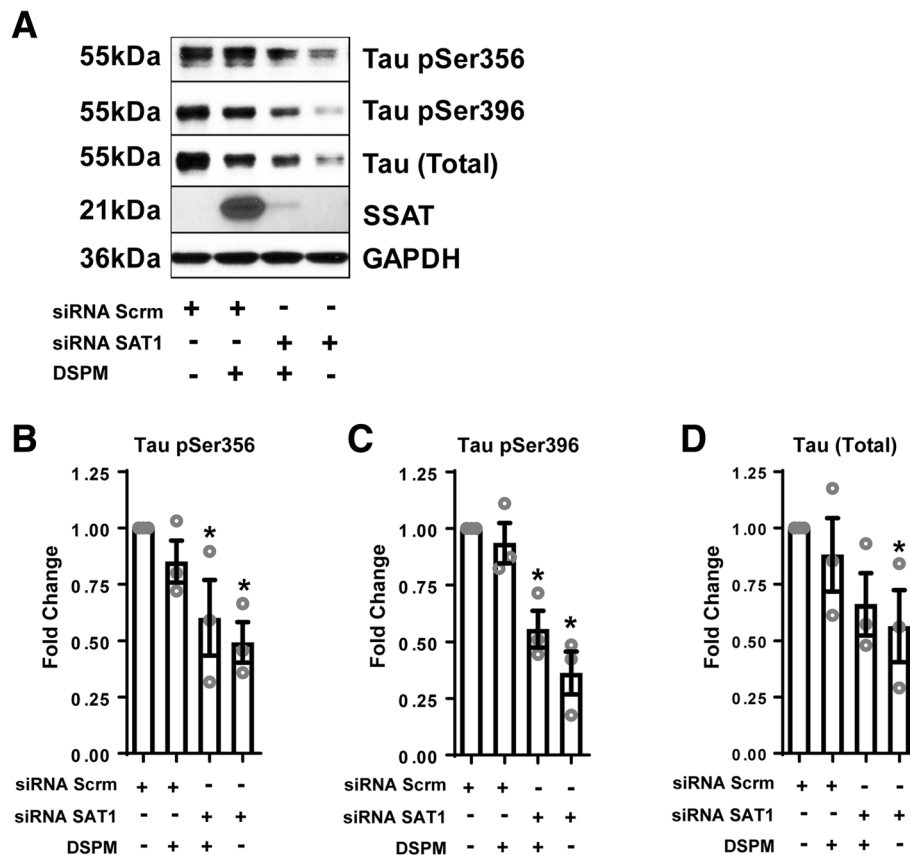 A
55kDa Tau pSer356
55kDa Tau pSer396
55kDa Tau (Total)
21kDa SSAT
36kDa GAPDH
siRNA Scrm + + - -
siRNA SAT1 - - + +
DSPM - + + -
B
Tau pSer356
Fold Change
1.25
1.00
0.75
0.50
0.25
0.00
* *
siRNA Scrm + + - -
siRNA SAT1 - - + +
DSPM - + + -
C
Tau pSer396
Fold Change
1.25
1.00
0.75
0.50
0.25
0.00
* *
siRNA Scrm + + - -
siRNA SAT1 - - + +
DSPM - + + -
D
Tau (Total)
Fold Change
1.25
1.00
0.75
0.50
0.25
0.00
*
siRNA Scrm + + - -
siRNA SAT1 - - + +
DSPM - + + -